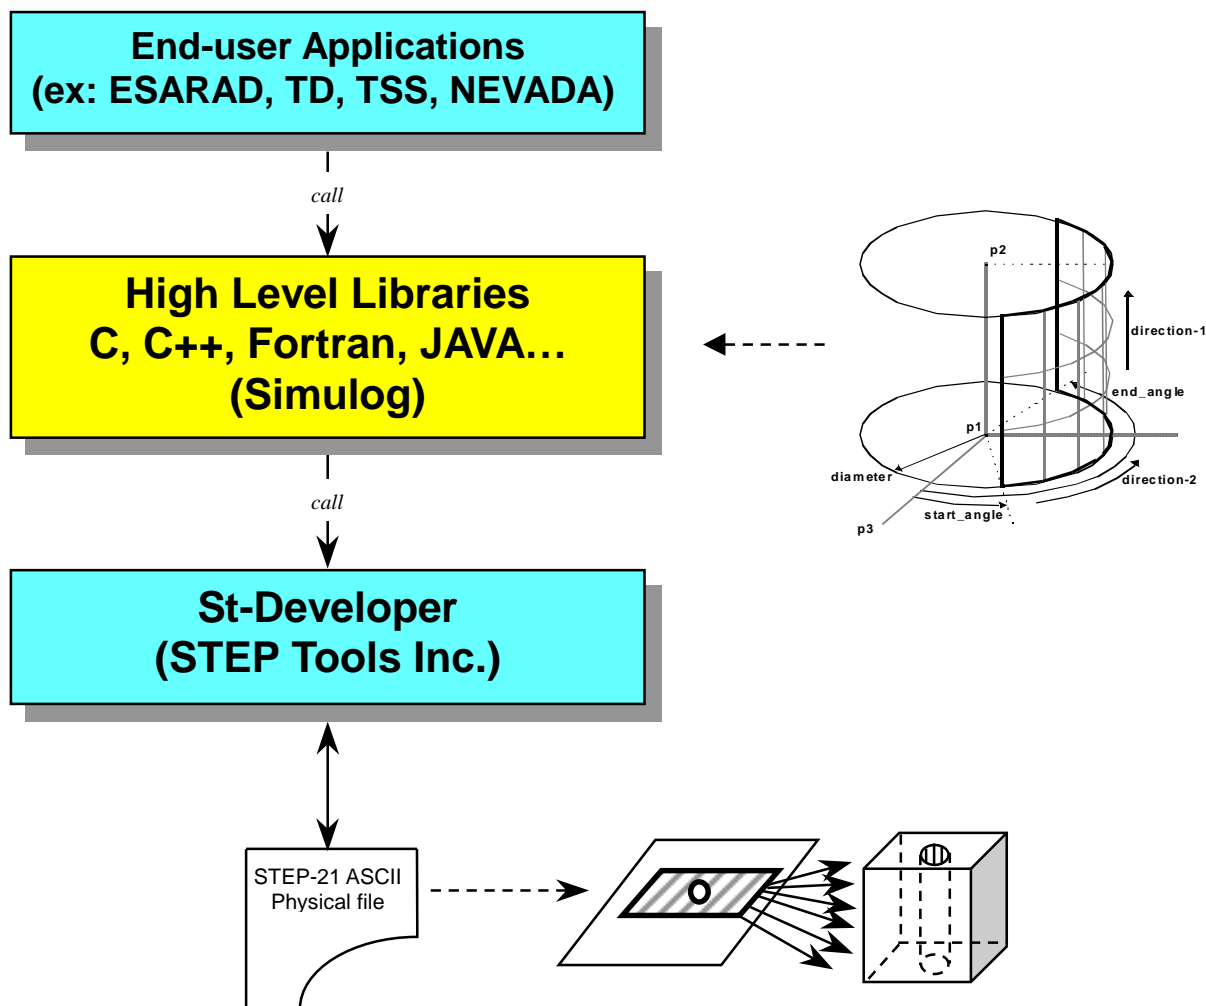 End-user Applications
(ex: ESARAD, TD, TSS, NEVADA)
call
High Level Libraries
C, C++, Fortran, JAVA…
(Simulog)
p2
direction-1
end_angle
p1
diameter
direction-2
start_angle
p3
call
St-Developer
(STEP Tools Inc.)
STEP-21 ASCII
Physical file